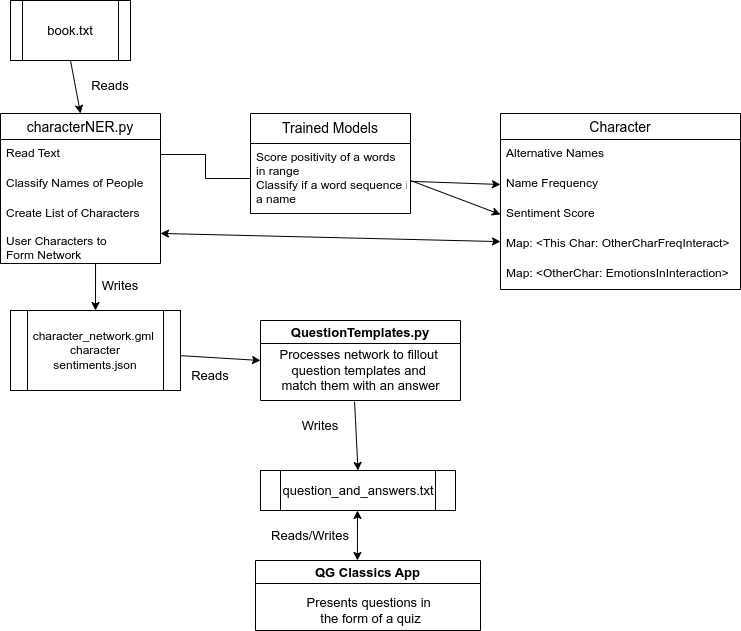 book.txt
Reads
characterNER.py
Read Text
Classify Names of People
Create List of Characters
User Characters to
Form Network
Trained Models
Score positivity of a words
in range
Classify if a word sequence i
a name
Character
Alternative Names
Name Frequency
Sentiment Score
Map: <This Char: OtherCharFreqInteract>
Map: <OtherChar: EmotionsInInteraction>
Writes
character_network.gml
character
sentiments.json
Reads
QuestionTemplates.py
Processes network to fillout
question templates and
match them with an answer
Writes
question_and_answers.txt
Reads/Writes
QG Classics App
Presents questions in
the form of a quiz